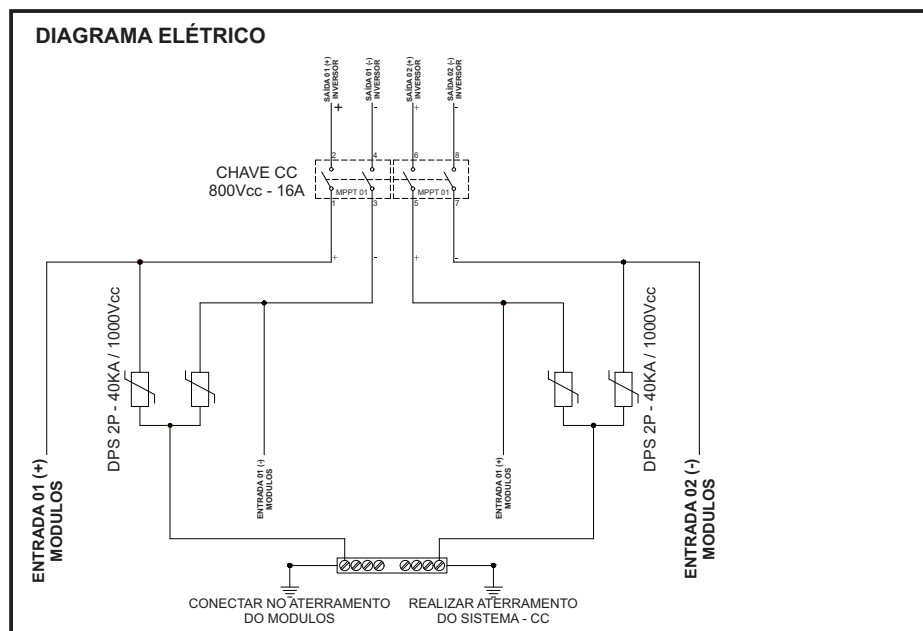 DIAGRAMA ELÉTRICO
SAÍDA 01 (+)
INVERSOR
SAÍDA 01 (-)
INVERSOR
SAÍDA 02 (+)
INVERSOR
SAÍDA 02 (-)
INVERSOR
+
-
+
-
2
4
6
8
CHAVE CC
800Vcc - 16A
MPPT 01
MPPT 01
1
3
5
7
+
-
+
-
DPS 2P - 40KA / 1000Vcc
DPS 2P - 40KA / 1000Vcc
ENTRADA 01 (+)
MODULOS
ENTRADA 01 (-)
MODULOS
ENTRADA 01 (+)
MODULOS
ENTRADA 02 (-)
MODULOS
CONECTAR NO ATERRAMENTO
DO MODULOS
REALIZAR ATERRAMENTO
DO SISTEMA - CC